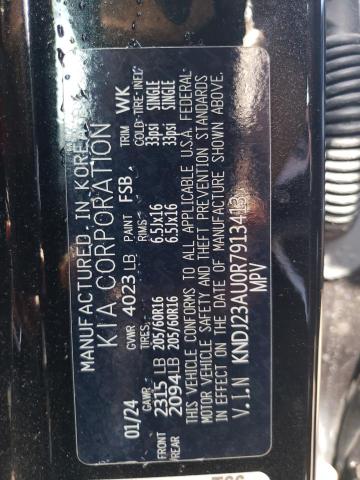 MANUFACTURED IN KOREA
KIA CORPORATION
01/24 GVWR 4023 LB PAINT FSB TRIM WK
GAWR TIRES RIMS COLD-TIRE-INFL
FRONT 2315 LB 205/60R16 6.5Jx16 33psi SINGLE
REAR 2094 LB 205/60R16 6.5Jx16 33psi SINGLE
THIS VEHICLE CONFORMS TO ALL APPLICABLE U.S.A. FEDERAL
MOTOR VEHICLE SAFETY AND THEFT PREVENTION STANDARDS
IN EFFECT ON THE DATE OF MANUFACTURE SHOWN
V.I.N KNDJ23AU0R7913413
MPV